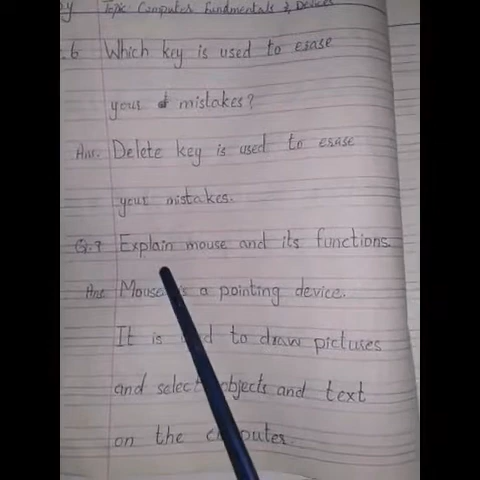 Topic Computer Fundamentals & Devices
.6 Which key is used to erase
your mistakes?
Ans. Delete key is used to erase
your mistakes.
Q.7 Explain mouse and its functions.
Ans Mouse is a pointing device.
It is to draw pictures
and select objects and text
on the computer.